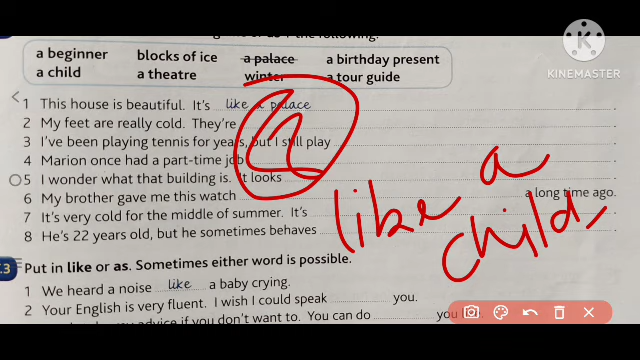 KINEMASTER
a beginner blocks of ice a palace a birthday present
a child a theatre winter a tour guide
1 This house is beautiful. It's like a palace .
2 My feet are really cold. They're .
3 I've been playing tennis for years, but I still play .
4 Marion once had a part-time job .
5 I wonder what that building is. It looks .
6 My brother gave me this watch a long time ago.
7 It's very cold for the middle of summer. It's .
8 He's 22 years old, but he sometimes behaves .
like a
child
.3 Put in like or as. Sometimes either word is possible.
1 We heard a noise like a baby crying.
2 Your English is very fluent. I wish I could speak you.
advice if you don't want to. You can do